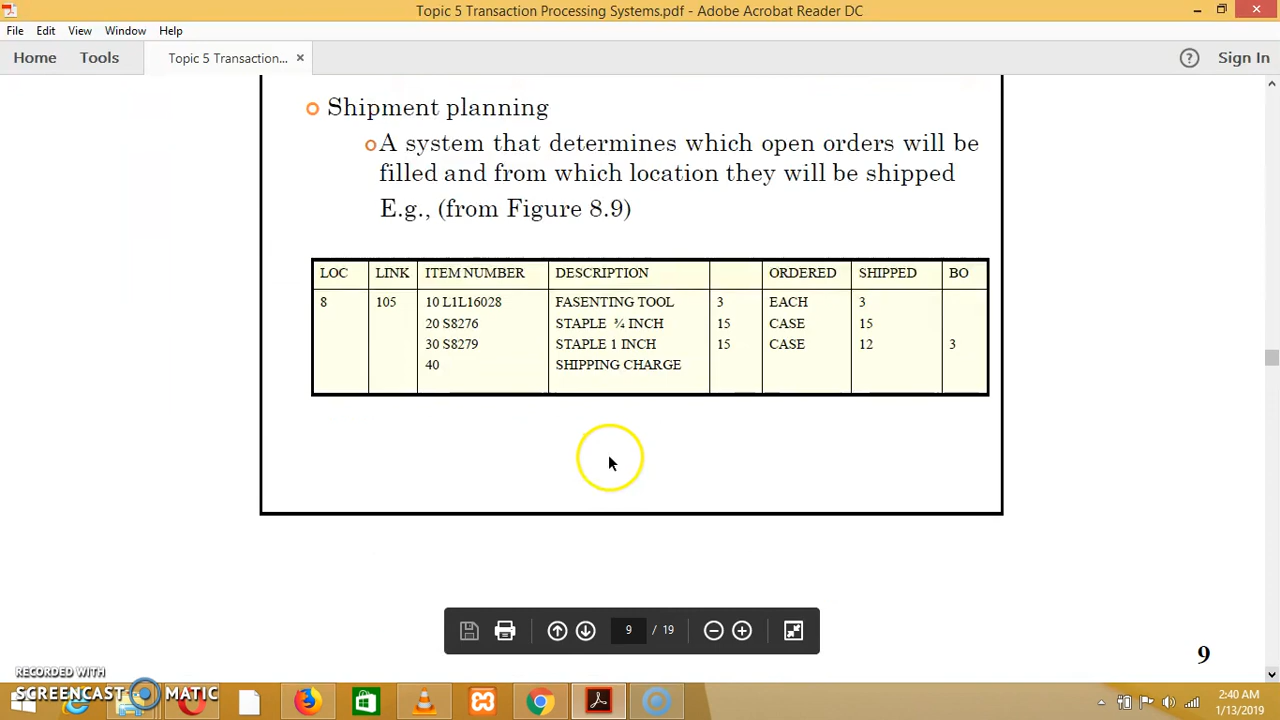 Topic 5 Transaction Processing Systems.pdf - Adobe Acrobat Reader DC
File Edit View Window Help
Home Tools Topic 5 Transaction... × ? Sign In
Shipment planning
A system that determines which open orders will be
filled and from which location they will be shipped
E.g., (from Figure 8.9)
LOC LINK ITEM NUMBER DESCRIPTION ORDERED SHIPPED BO
8 105 10 L1L16028 FASENTING TOOL 3 EACH 3
20 S8276 STAPLE ¾ INCH 15 CASE 15
30 S8279 STAPLE 1 INCH 15 CASE 12 3
40 SHIPPING CHARGE
9 / 19
9
RECORDED WITH
SCREENCAST MATIC
2:40 AM
1/13/2019